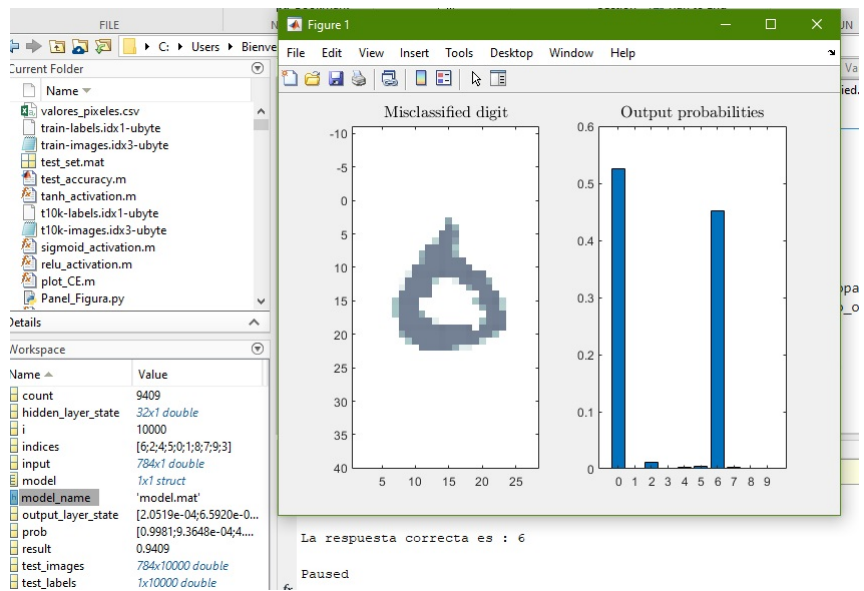 FILE
Figure 1
C: ▸ Users ▸ Bienve
File Edit View Insert Tools Desktop Window Help
Current Folder
Name
valores_pixeles.csv
train-labels.idx1-ubyte
train-images.idx3-ubyte
test_set.mat
test_accuracy.m
tanh_activation.m
t10k-labels.idx1-ubyte
t10k-images.idx3-ubyte
sigmoid_activation.m
relu_activation.m
plot_CE.m
Panel_Figura.py
Details
Workspace
Name Value
count 9409
hidden_layer_state 32x1 double
i 10000
indices [6;2;4;5;0;1;8;7;9;3]
input 784x1 double
model 1x1 struct
model_name 'model.mat'
output_layer_state [2.0519e-04;6.5920e-0...
prob [0.9981;9.3648e-04;4....
result 0.9409
test_images 784x10000 double
test_labels 1x10000 double
Misclassified digit
-10
-5
0
5
10
15
20
25
30
35
40
5 10 15 20 25
Output probabilities
0.6
0.5
0.4
0.3
0.2
0.1
0
0 1 2 3 4 5 6 7 8 9
La respuesta correcta es : 6
Paused
fx